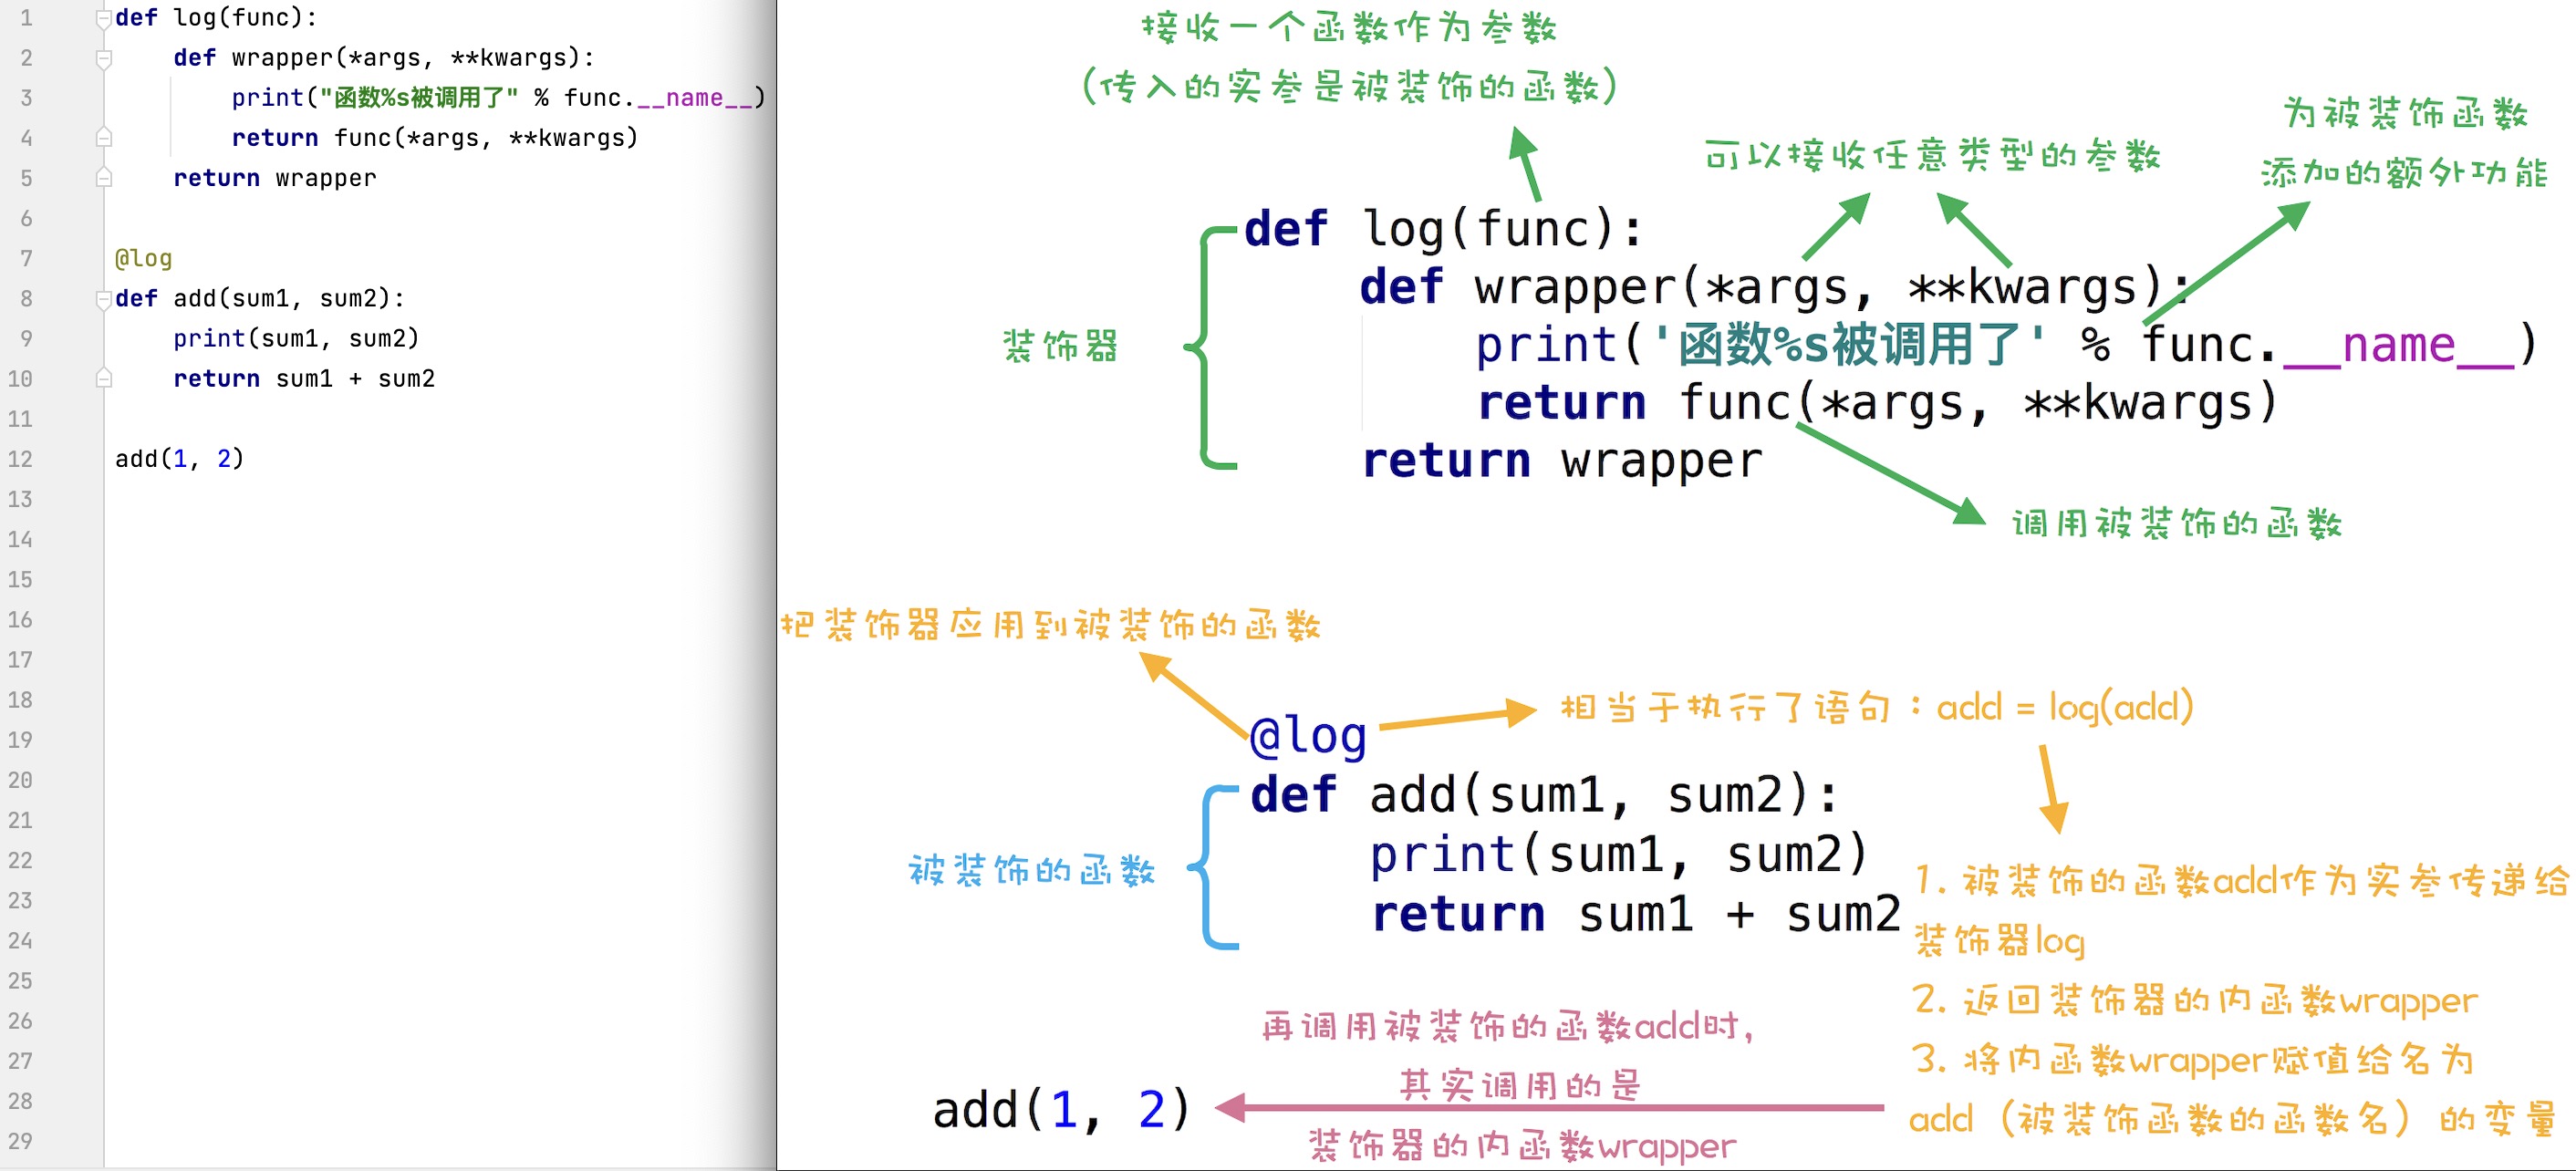 1 def log(func):
2 def wrapper(*args, **kwargs):
3 print("函数%s被调用了" % func.__name__)
4 return func(*args, **kwargs)
5 return wrapper
6
7 @log
8 def add(sum1, sum2):
9 print(sum1, sum2)
10 return sum1 + sum2
11
12 add(1, 2)
13
14
15
16
17
18
19
20
21
22
23
24
25
26
27
28
29
接收一个函数作为参数
(传入的实参是被装饰的函数)
可以接收任意类型的参数
为被装饰函数
添加的额外功能
装饰器
def log(func):
def wrapper(*args, **kwargs):
print('函数%s被调用了' % func.__name__)
return func(*args, **kwargs)
return wrapper
调用被装饰的函数
把装饰器应用到被装饰的函数
相当于执行了语句：add = log(add)
@log
被装饰的函数
def add(sum1, sum2):
print(sum1, sum2)
return sum1 + sum2
1. 被装饰的函数add作为实参传递给
装饰器log
2. 返回装饰器的内函数wrapper
3. 将内函数wrapper赋值给名为
add（被装饰函数的函数名）的变量
再调用被装饰的函数add时，
其实调用的是
装饰器的内函数wrapper
add(1, 2)